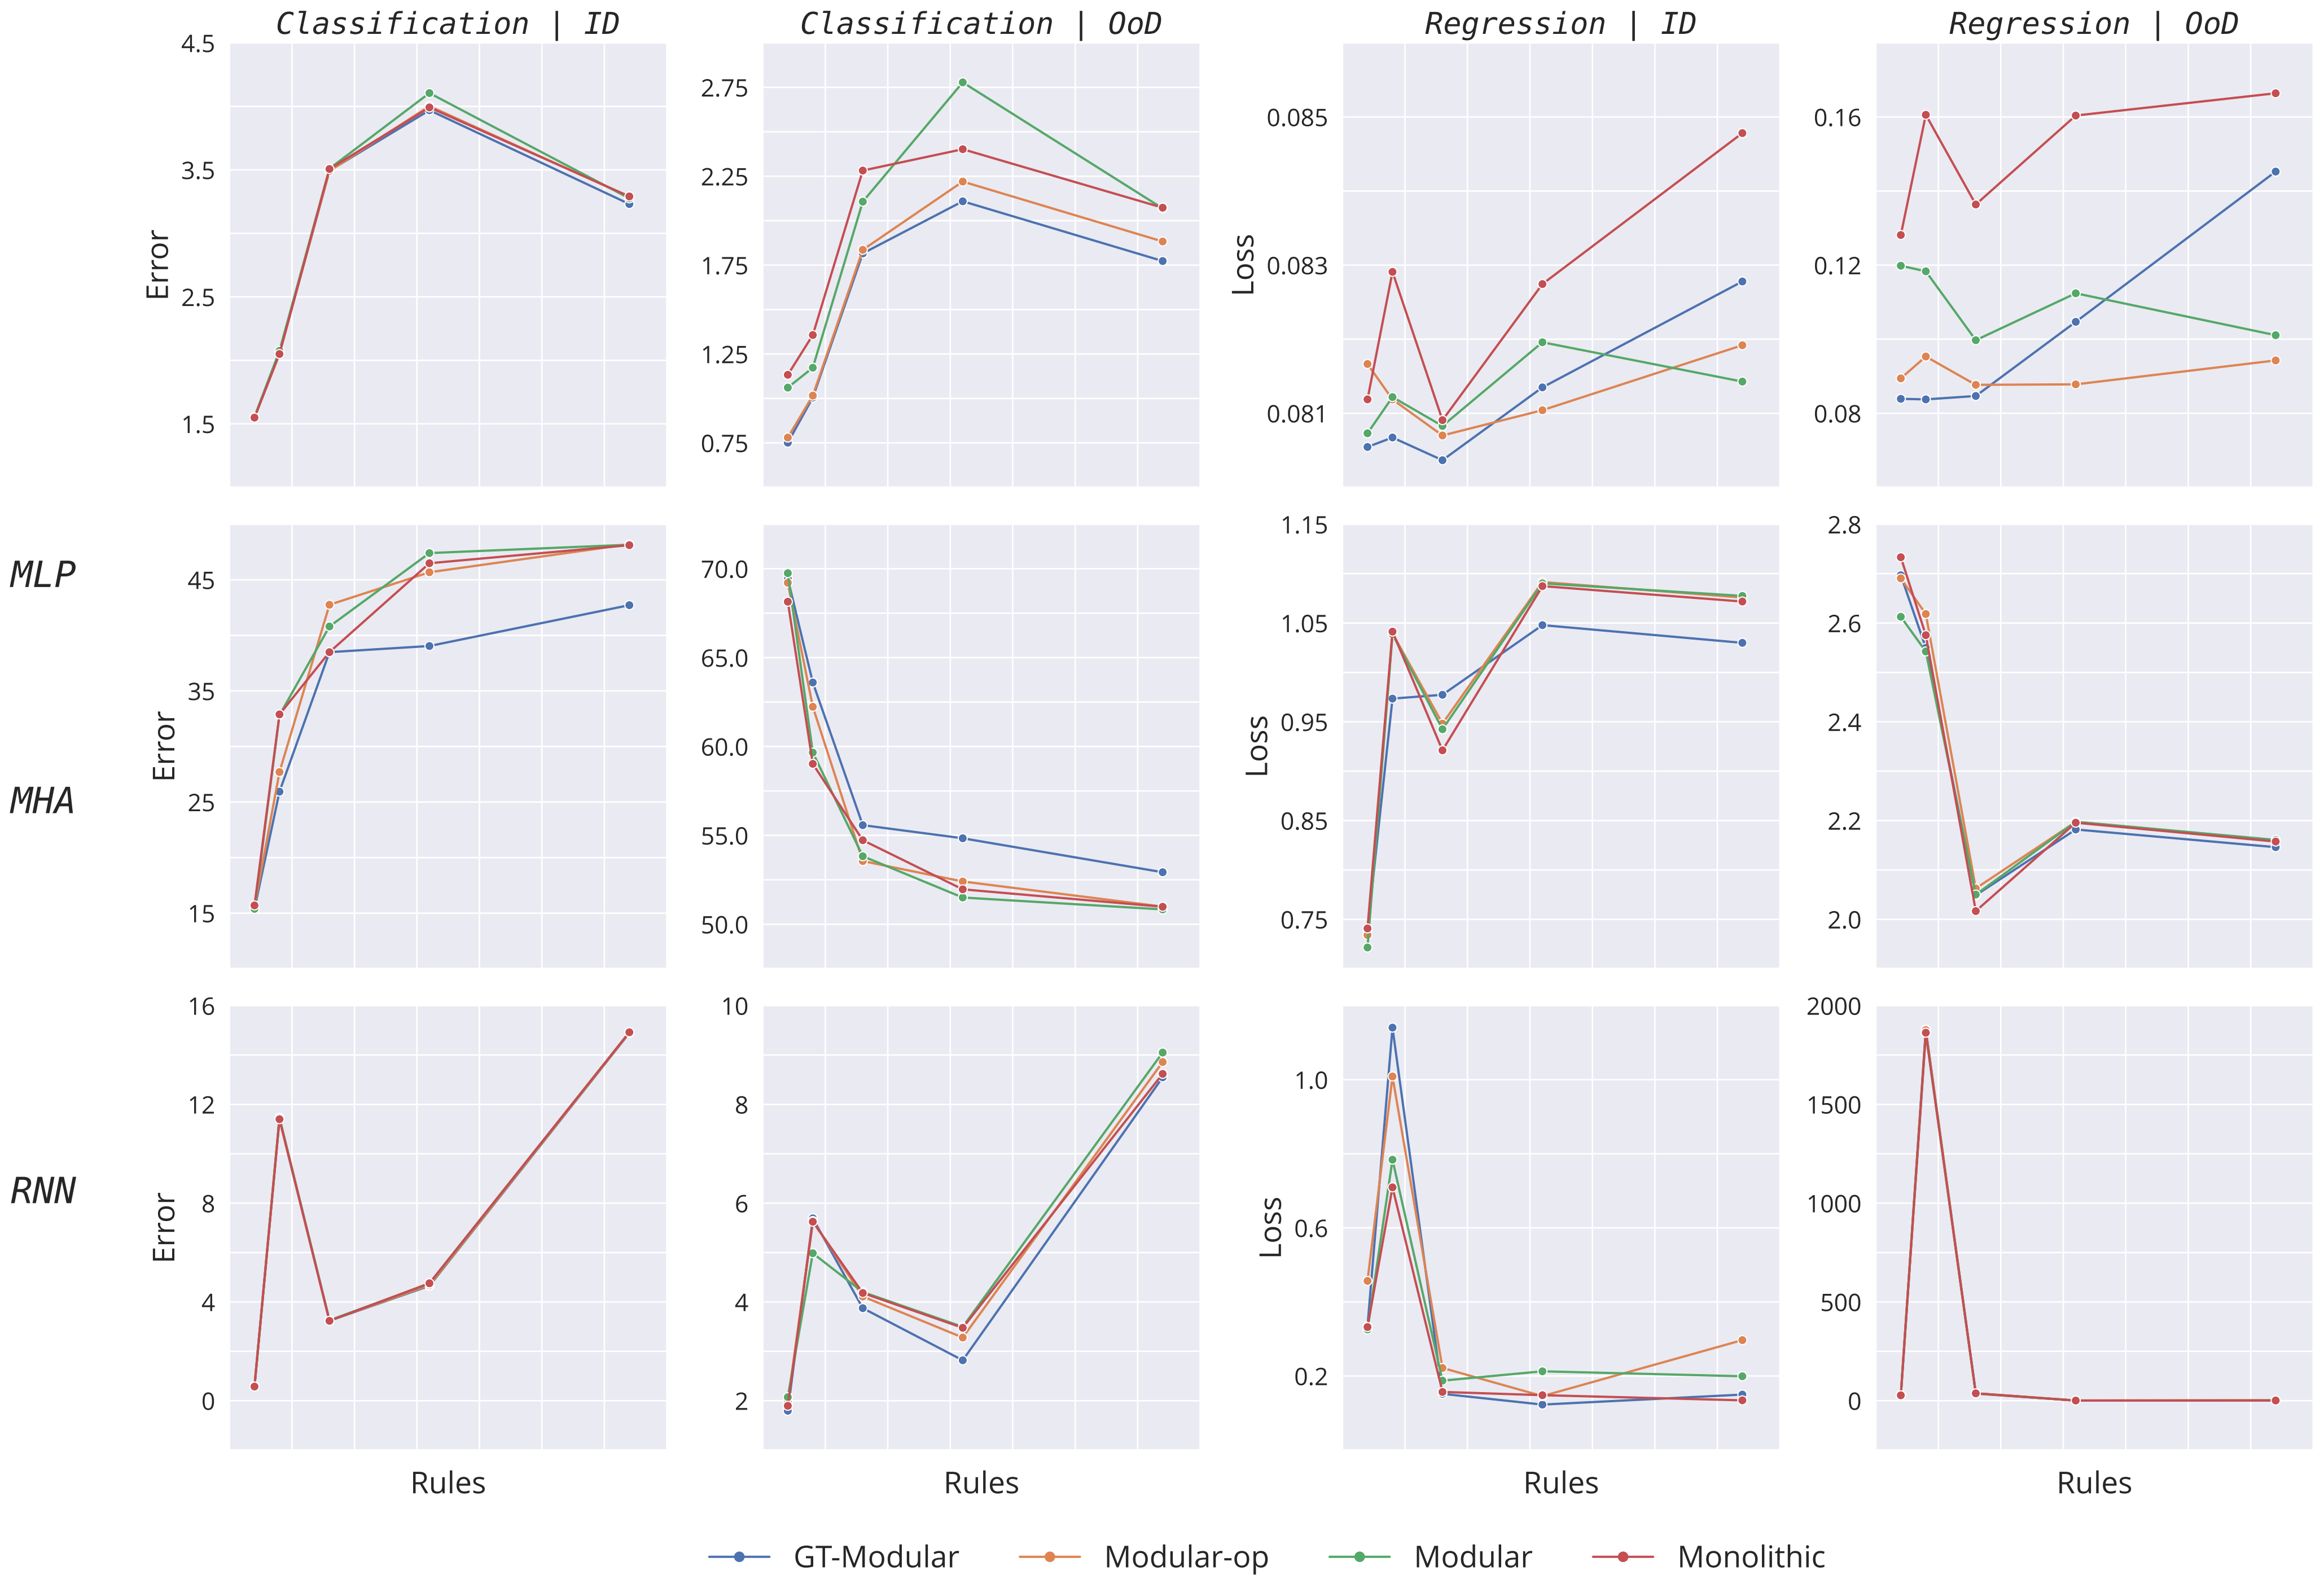 Classification | ID
Classification | OoD
Regression | ID
Regression | OoD
4.5
3.5
2.5
1.5
Error
2.75
2.25
1.75
1.25
0.75
0.085
0.083
0.081
Loss
0.16
0.12
0.08
MLP
MHA
45
35
25
15
Error
70.0
65.0
60.0
55.0
50.0
1.15
1.05
0.95
0.85
0.75
Loss
2.8
2.6
2.4
2.2
2.0
RNN
16
12
8
4
0
Error
10
8
6
4
2
1.0
0.6
0.2
Loss
2000
1500
1000
500
0
Rules
Rules
Rules
Rules
GT-Modular
Modular-op
Modular
Monolithic